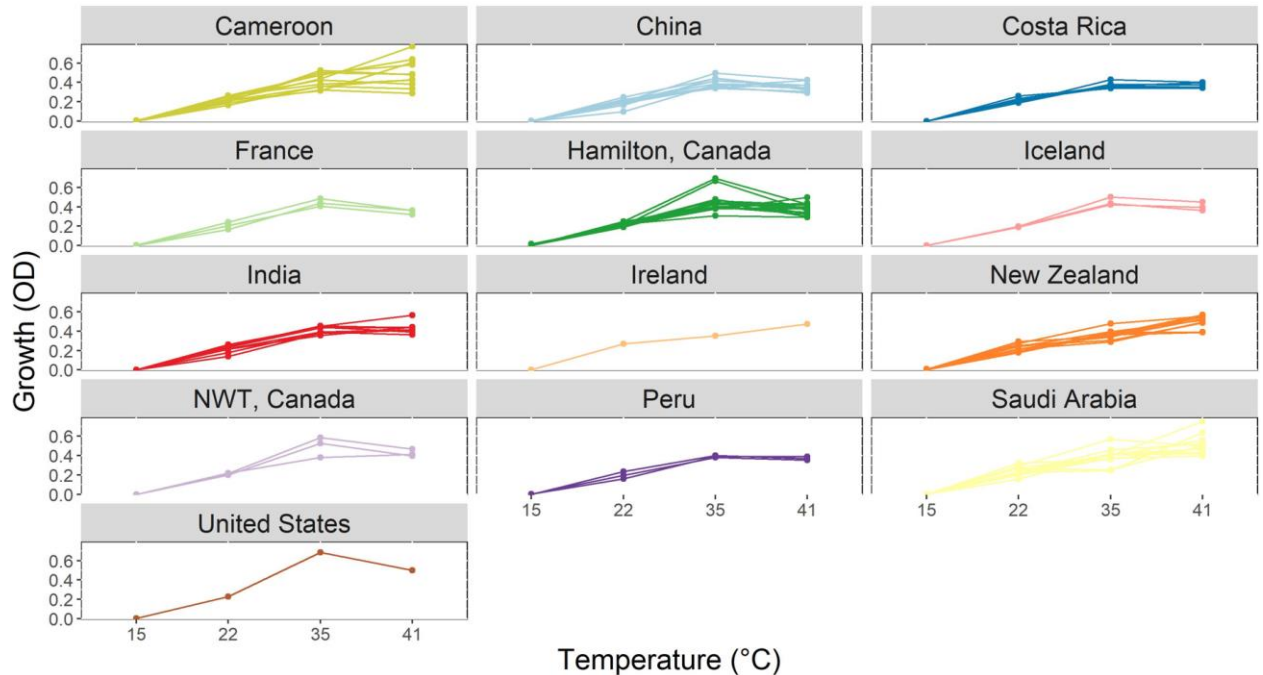 Cameroon China Costa Rica
0.6
0.4
0.2
0.0
France Hamilton, Canada Iceland
0.6
0.4
0.2
0.0
India Ireland New Zealand
0.6
0.4
0.2
0.0
NWT, Canada Peru Saudi Arabia
0.6
0.4
0.2
0.0
15 22 35 41 15 22 35 41
United States
0.6
0.4
0.2
0.0
15 22 35 41
Growth (OD)
Temperature (°C)